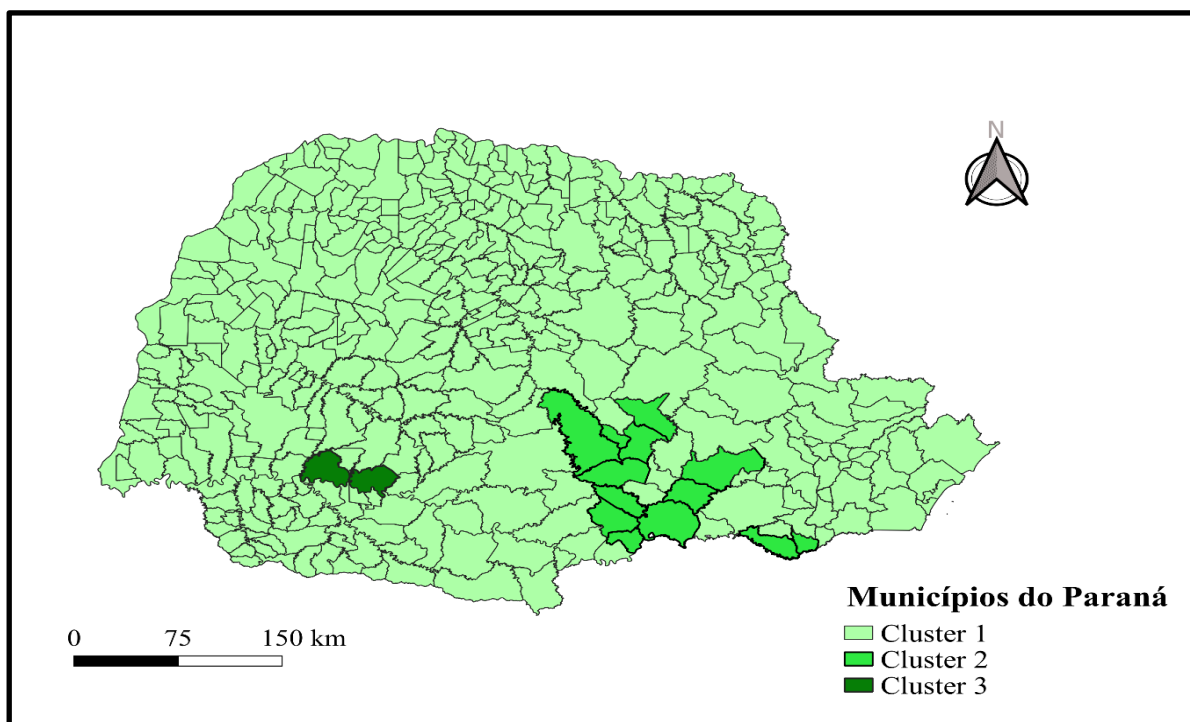 N
Municípios do Paraná
Cluster 1
Cluster 2
Cluster 3
0 75 150 km